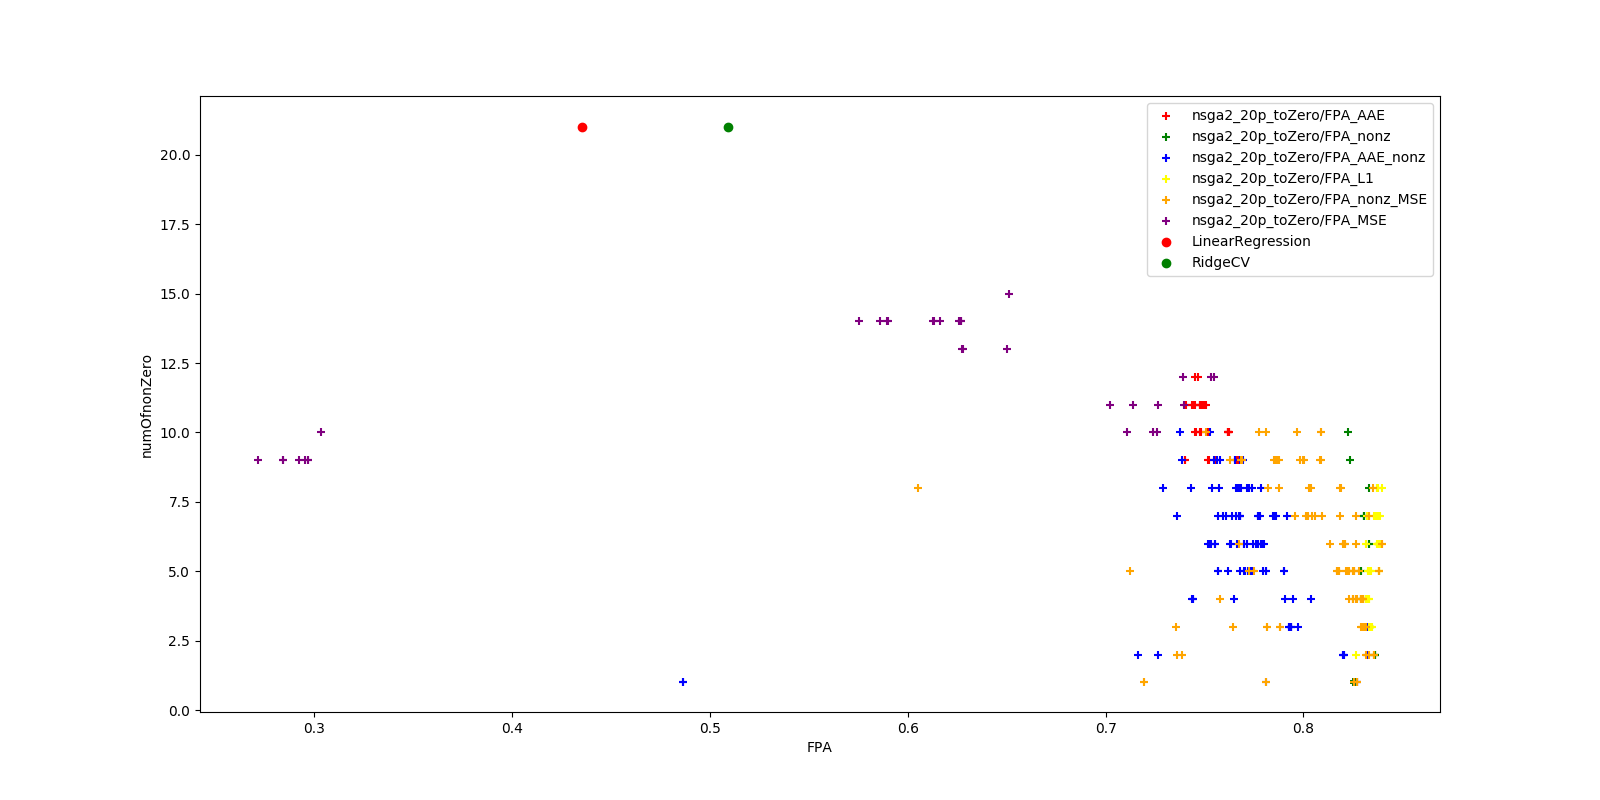 nsga2_20p_toZero/FPA_AAE
nsga2_20p_toZero/FPA_nonz
nsga2_20p_toZero/FPA_AAE_nonz
nsga2_20p_toZero/FPA_L1
nsga2_20p_toZero/FPA_nonz_MSE
nsga2_20p_toZero/FPA_MSE
LinearRegression
RidgeCV
numOfnonZero
20.0
17.5
15.0
12.5
10.0
7.5
5.0
2.5
0.0
0.3
0.4
0.5
0.6
0.7
0.8
FPA